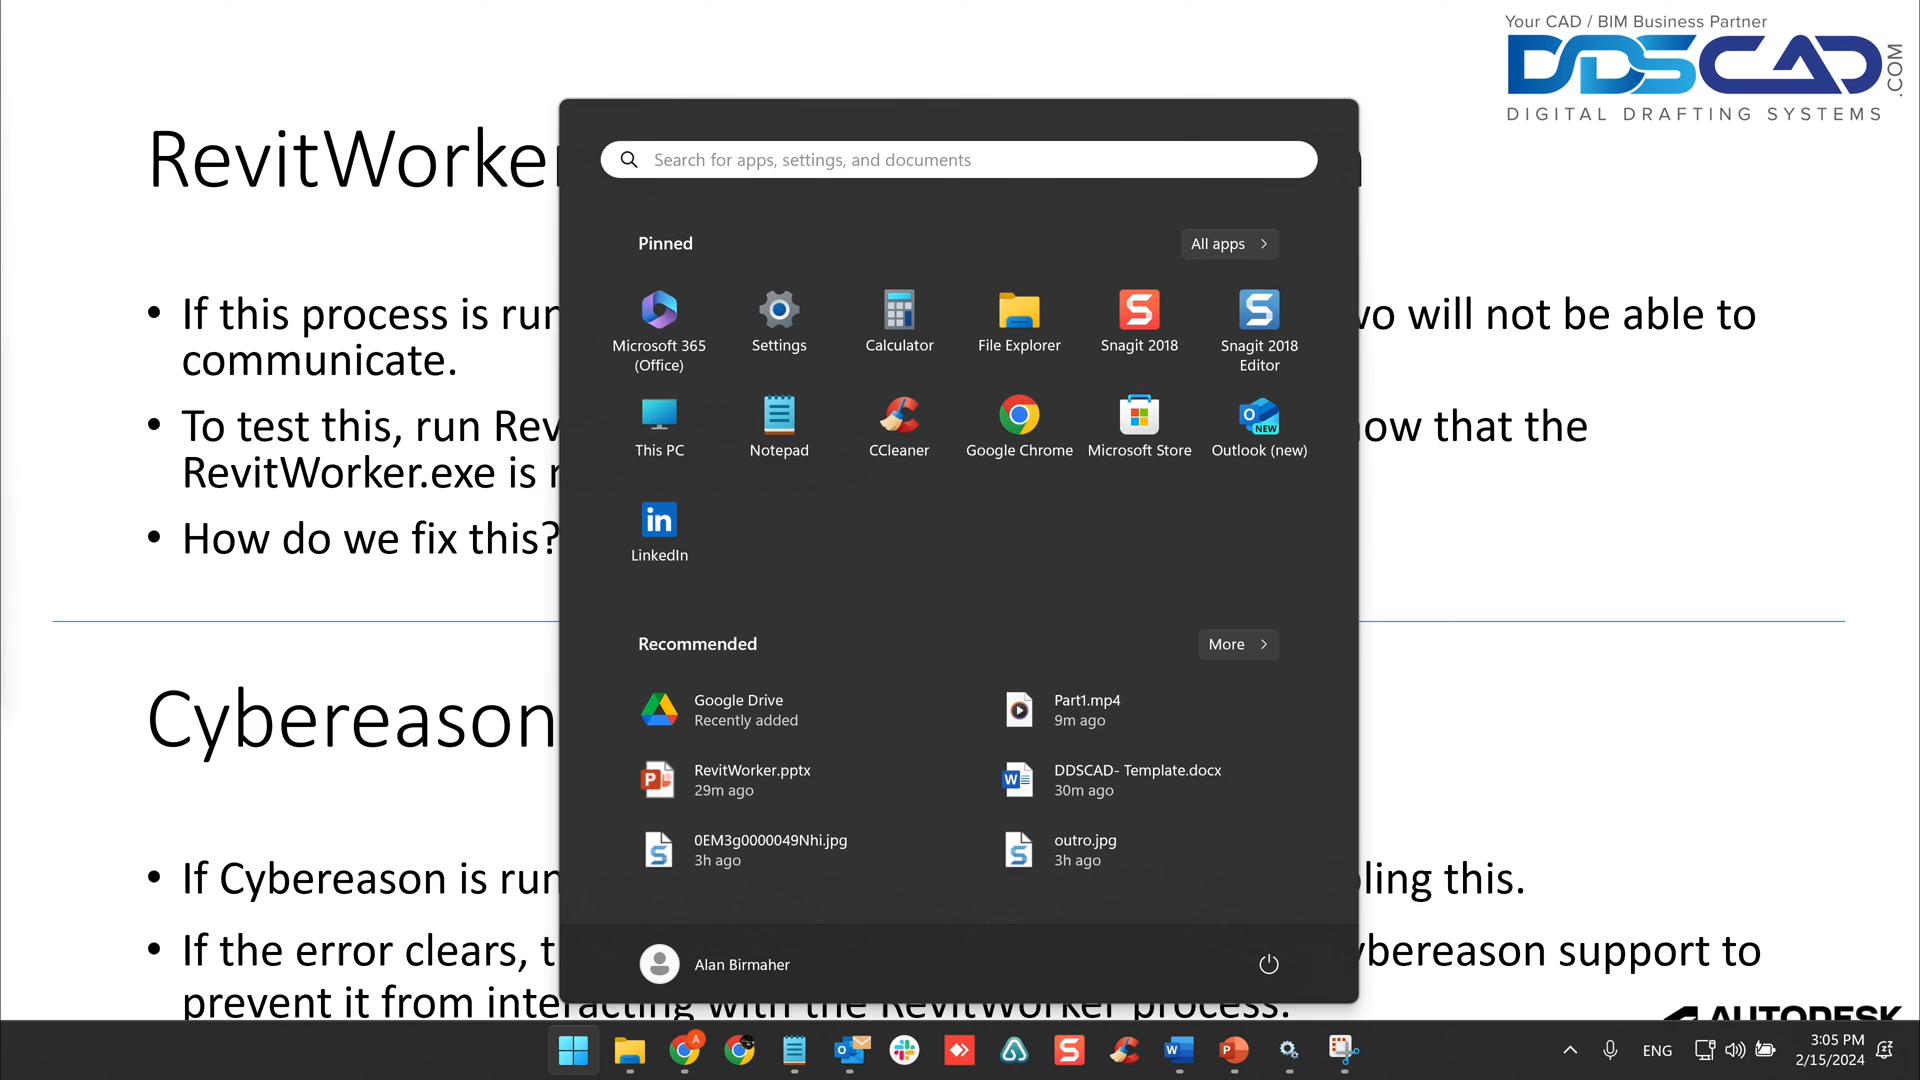 Your CAD / BIM Business Partner
DDSCAD
.COM
DIGITAL DRAFTING SYSTEMS
RevitWorker
Search for apps, settings, and documents
Pinned
All apps
• If this process is run
wo will not be able to
communicate.
Microsoft 365
(Office)
Settings
Calculator
File Explorer
Snagit 2018
Snagit 2018
Editor
• To test this, run Rev
ow that the
RevitWorker.exe is r
This PC
Notepad
CCleaner
Google Chrome
Microsoft Store
NEW
Outlook (new)
• How do we fix this?
in
LinkedIn
Recommended
More
Cybereason
Google Drive
Recently added
Part1.mp4
9m ago
RevitWorker.pptx
29m ago
DDSCAD- Template.docx
30m ago
0EM3g0000049Nhi.jpg
3h ago
outro.jpg
3h ago
• If Cybereason is run
ling this.
• If the error clears, t
ybereason support to
prevent it from interacting with the RevitWorker process.
Alan Birmaher
AUTODESK
ENG
3:05 PM
2/15/2024